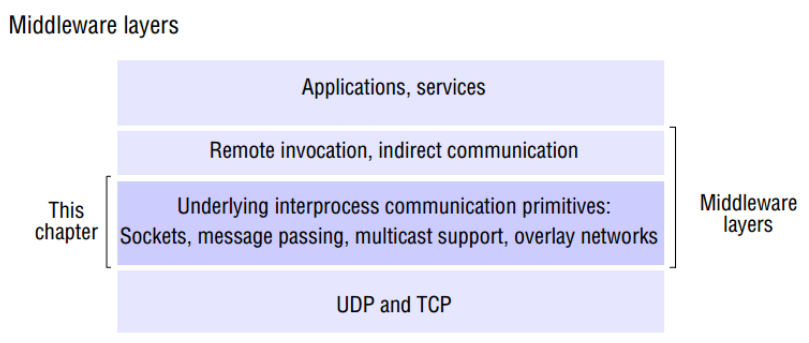 Middleware layers
Applications, services
Remote invocation, indirect communication
This
chapter
Underlying interprocess communication primitives:
Sockets, message passing, multicast support, overlay networks
Middleware
layers
UDP and TCP